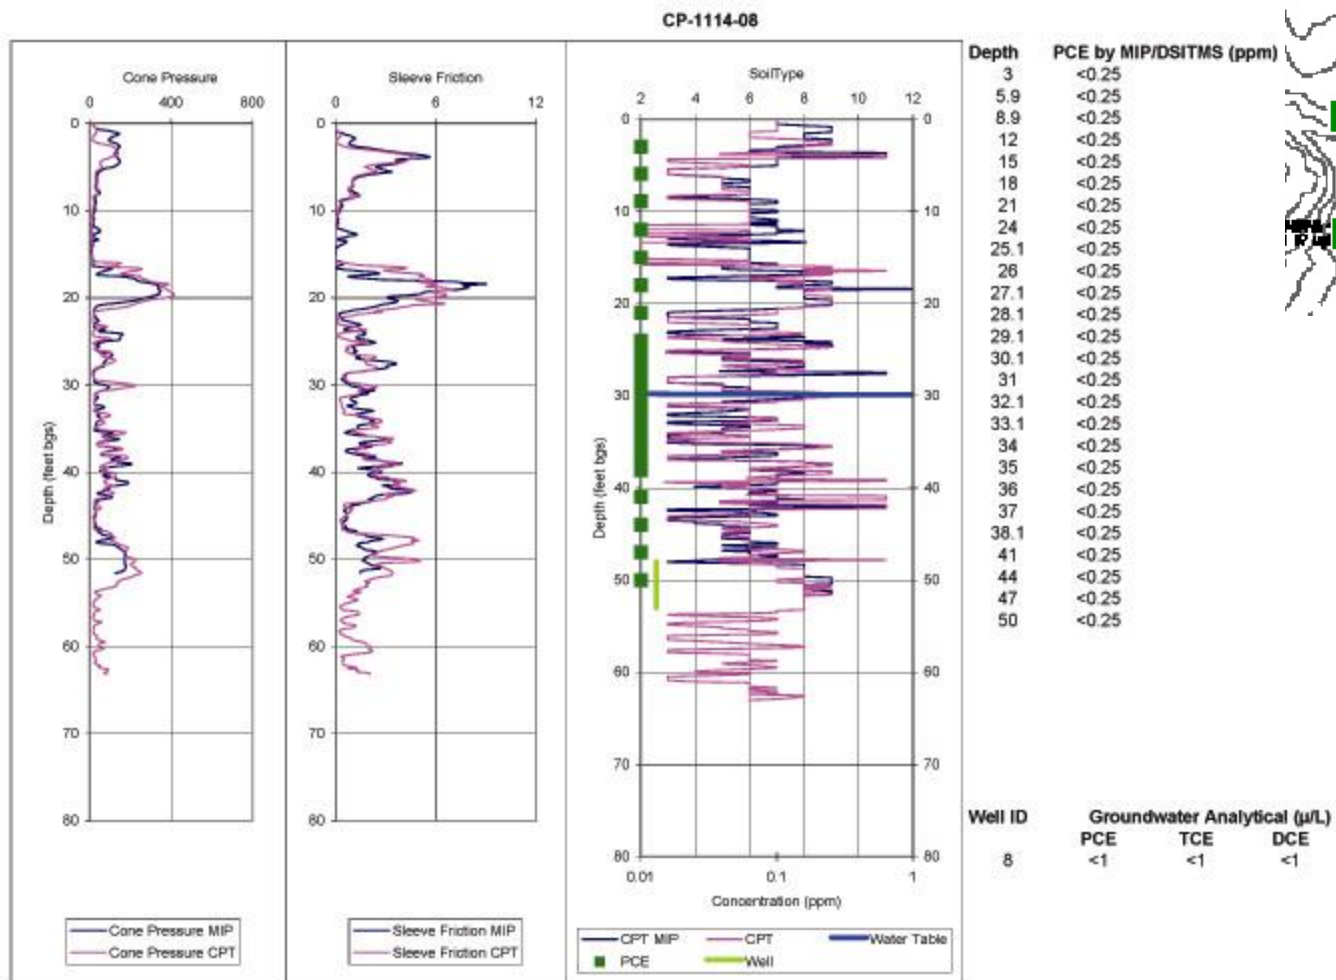 CP-1114-08
Cone Pressure
0 400 800
0
10
20
30
40
50
60
70
80
Depth (feet bgs)
Cone Pressure MIP
Cone Pressure CPT
Sleeve Friction
0 6 12
0
10
20
30
40
50
60
70
80
Sleeve Friction MIP
Sleeve Friction CPT
SoilType
2 4 6 8 10 12
0 0
10 10
20 20
30 30
40 40
50 50
60 60
70 70
80 80
0.01 0.1 1
Depth (feet bgs)
Concentration (ppm)
CPT MIP CPT Water Table
PCE Well
Depth PCE by MIP/DSITMS (ppm)
3 <0.25
5.9 <0.25
8.9 <0.25
12 <0.25
15 <0.25
18 <0.25
21 <0.25
24 <0.25
25.1 <0.25
26 <0.25
27.1 <0.25
28.1 <0.25
29.1 <0.25
30.1 <0.25
31 <0.25
32.1 <0.25
33.1 <0.25
34 <0.25
35 <0.25
36 <0.25
37 <0.25
38.1 <0.25
41 <0.25
44 <0.25
47 <0.25
50 <0.25
Well ID Groundwater Analytical (µ/L)
PCE TCE DCE
8 <1 <1 <1